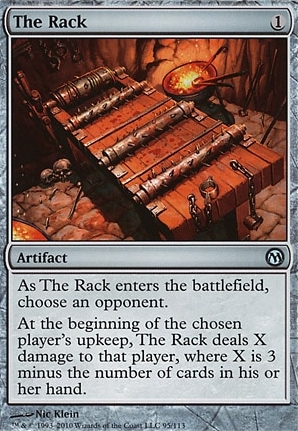 The Rack 1
Artifact
As The Rack enters the battlefield,
choose an opponent.
At the beginning of the chosen
player's upkeep, The Rack deals X
damage to that player, where X is 3
minus the number of cards in his or
her hand.
Nic Klein
™ & © 1993–2010 Wizards of the Coast LLC 95/113